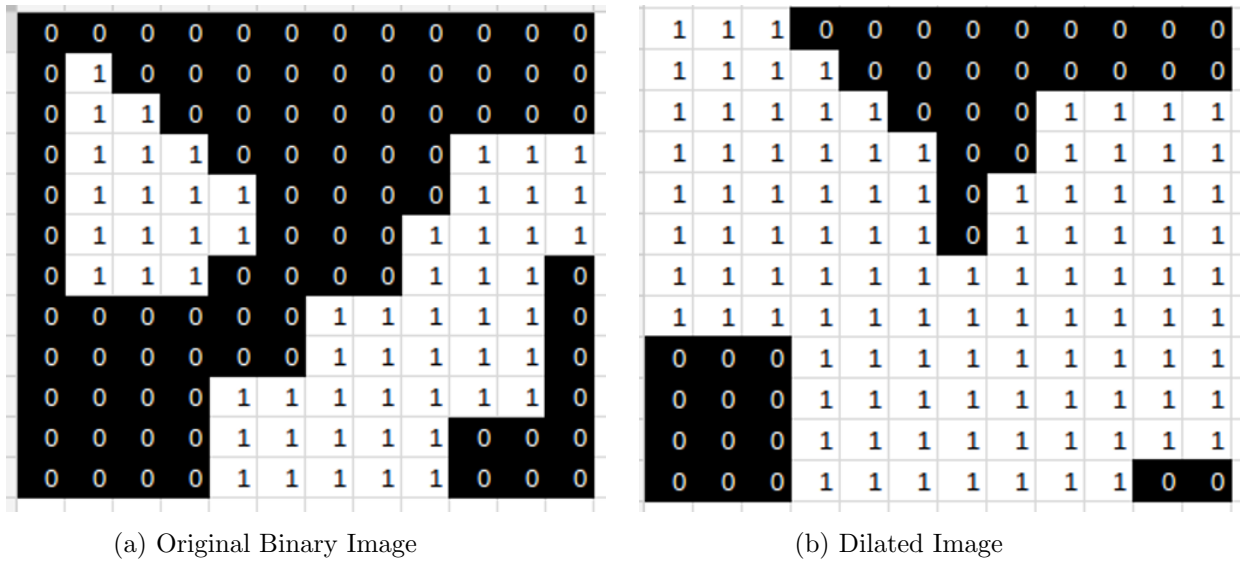 0 0 0 0 0 0 0 0 0 0 0 0
0 1 0 0 0 0 0 0 0 0 0 0
0 1 1 0 0 0 0 0 0 0 0 0
0 1 1 1 0 0 0 0 0 1 1 1
0 1 1 1 1 0 0 0 0 1 1 1
0 1 1 1 1 0 0 0 1 1 1 1
0 1 1 1 0 0 0 0 1 1 1 0
0 0 0 0 0 0 1 1 1 1 1 0
0 0 0 0 0 0 1 1 1 1 1 0
0 0 0 0 1 1 1 1 1 1 1 0
0 0 0 0 1 1 1 1 1 0 0 0
0 0 0 0 1 1 1 1 1 0 0 0
(a) Original Binary Image
1 1 1 0 0 0 0 0 0 0 0 0
1 1 1 1 0 0 0 0 0 0 0 0
1 1 1 1 1 0 0 0 1 1 1 1
1 1 1 1 1 1 0 0 1 1 1 1
1 1 1 1 1 1 0 1 1 1 1 1
1 1 1 1 1 1 0 1 1 1 1 1
1 1 1 1 1 1 1 1 1 1 1 1
1 1 1 1 1 1 1 1 1 1 1 1
0 0 0 1 1 1 1 1 1 1 1 1
0 0 0 1 1 1 1 1 1 1 1 1
0 0 0 1 1 1 1 1 1 1 1 1
0 0 0 1 1 1 1 1 1 1 0 0
(b) Dilated Image